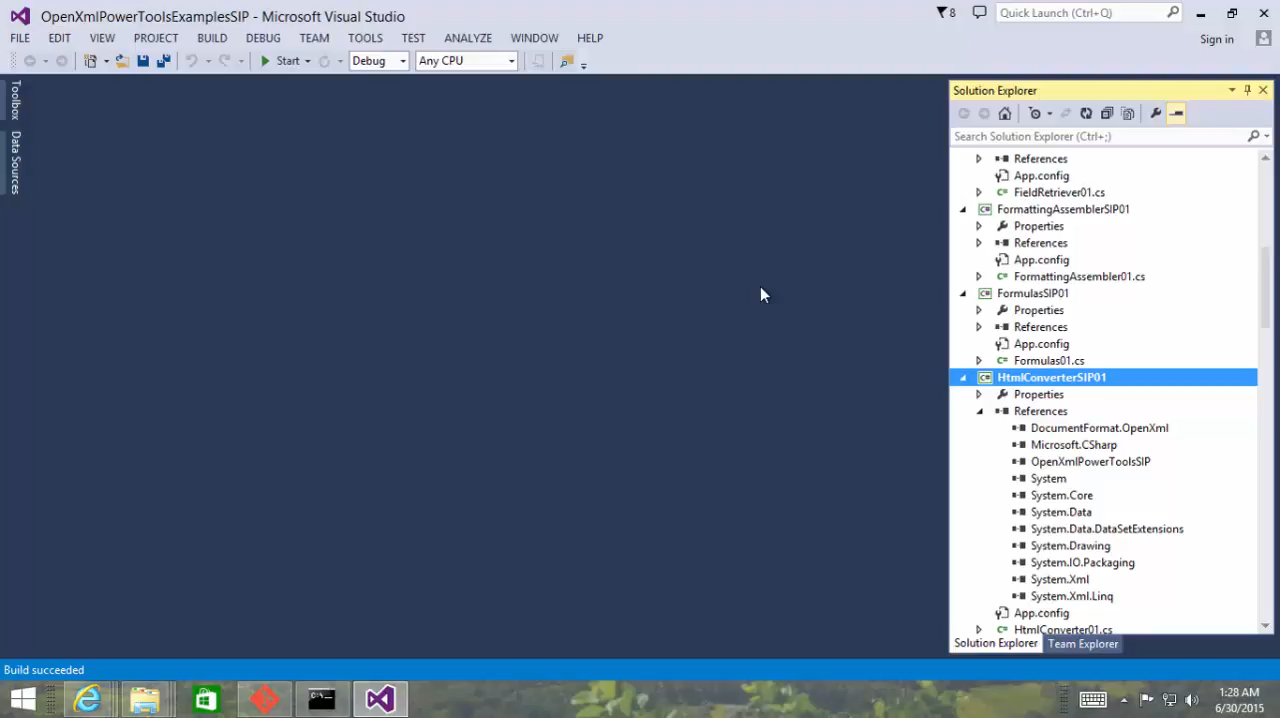 OpenXmlPowerToolsExamplesSIP - Microsoft Visual Studio
8
Quick Launch (Ctrl+Q)
FILE EDIT VIEW PROJECT BUILD DEBUG TEAM TOOLS TEST ANALYZE WINDOW HELP
Sign in
Start
Debug
Any CPU
Toolbox
Data Sources
Solution Explorer
Search Solution Explorer (Ctrl+;)
References
App.config
FieldRetriever01.cs
FormattingAssemblerSIP01
Properties
References
App.config
FormattingAssembler01.cs
FormulasSIP01
Properties
References
App.config
Formulas01.cs
HtmlConverterSIP01
Properties
References
DocumentFormat.OpenXml
Microsoft.CSharp
OpenXmlPowerToolsSIP
System
System.Core
System.Data
System.Data.DataSetExtensions
System.Drawing
System.IO.Packaging
System.Xml
System.Xml.Linq
App.config
HtmlConverter01.cs
Solution Explorer Team Explorer
Build succeeded
1:28 AM
6/30/2015